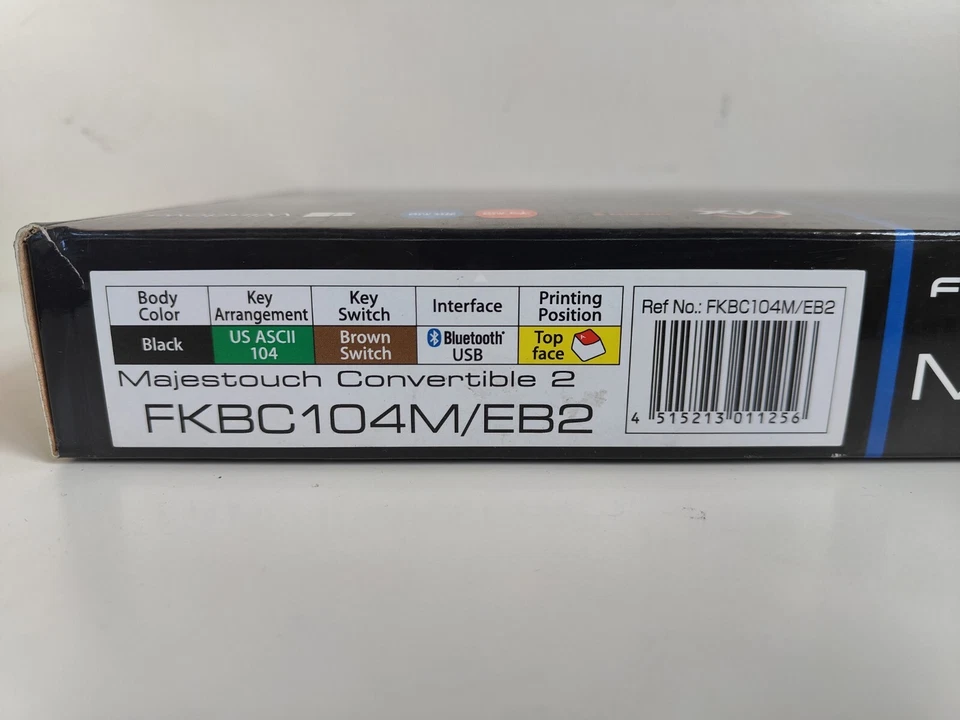 Body Color
Key Arrangement
Key Switch
Interface
Printing Position
Black
US ASCII 104
Brown Switch
Bluetooth® USB
Top face
Majestouch Convertible 2
FKBC104M/EB2
Ref No.: FKBC104M/EB2
4 515213 011256
F
M